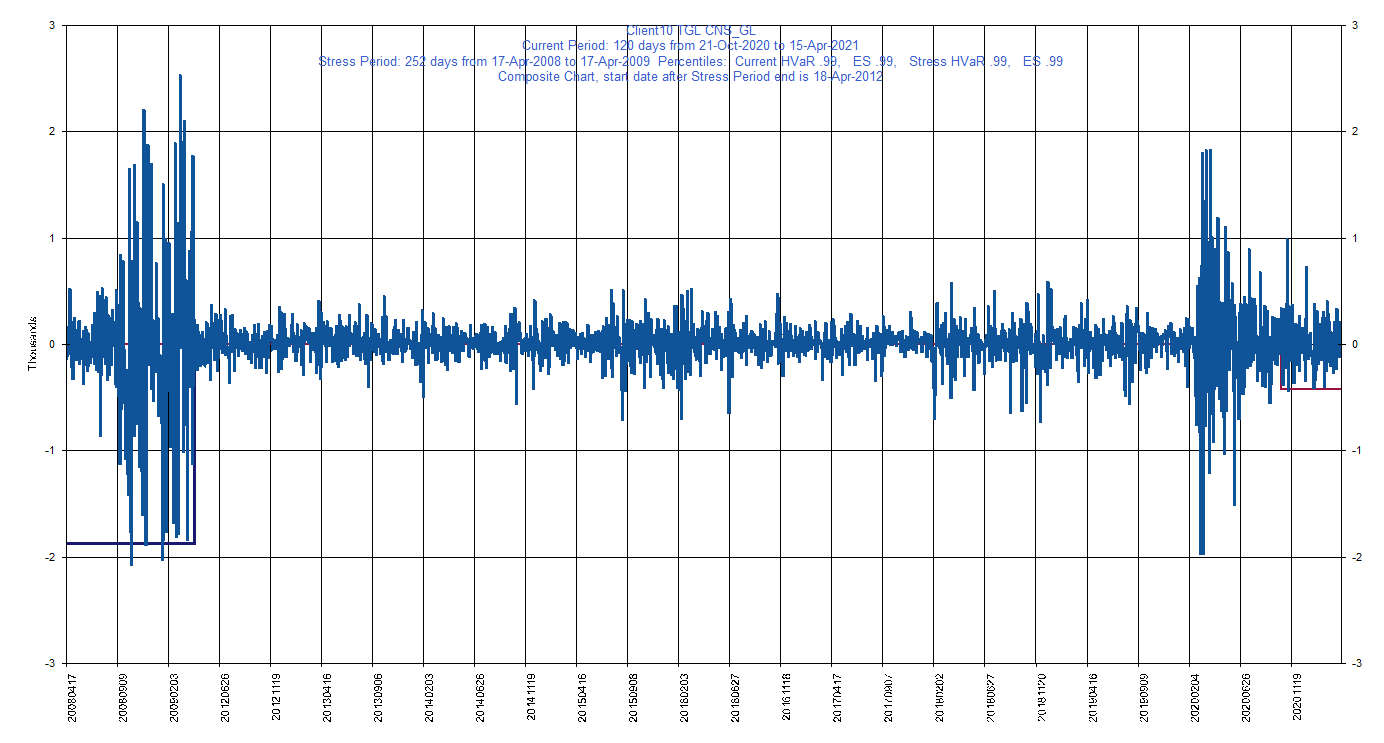 Client10 TGL CNS_GL
Current Period: 120 days from 21-Oct-2020 to 15-Apr-2021
Stress Period: 252 days from 17-Apr-2008 to 17-Apr-2009 Percentiles: Current HVaR .99, ES .99, Stress HVaR .99, ES .99
Composite Chart, start date after Stress Period end is 18-Apr-2012
3 3
2 2
1 1
0 0
-1 -1
-2 -2
-3 -3
Thousands
20080417 20080909 20090203 20120626 20121119 20130416 20130906 20140203 20140626 20141119 20150416 20150908 20160203 20160627 20161118 20170417 20170907 20180202 20180627 20181120 20190416 20190909 20200204 20200626 20201119